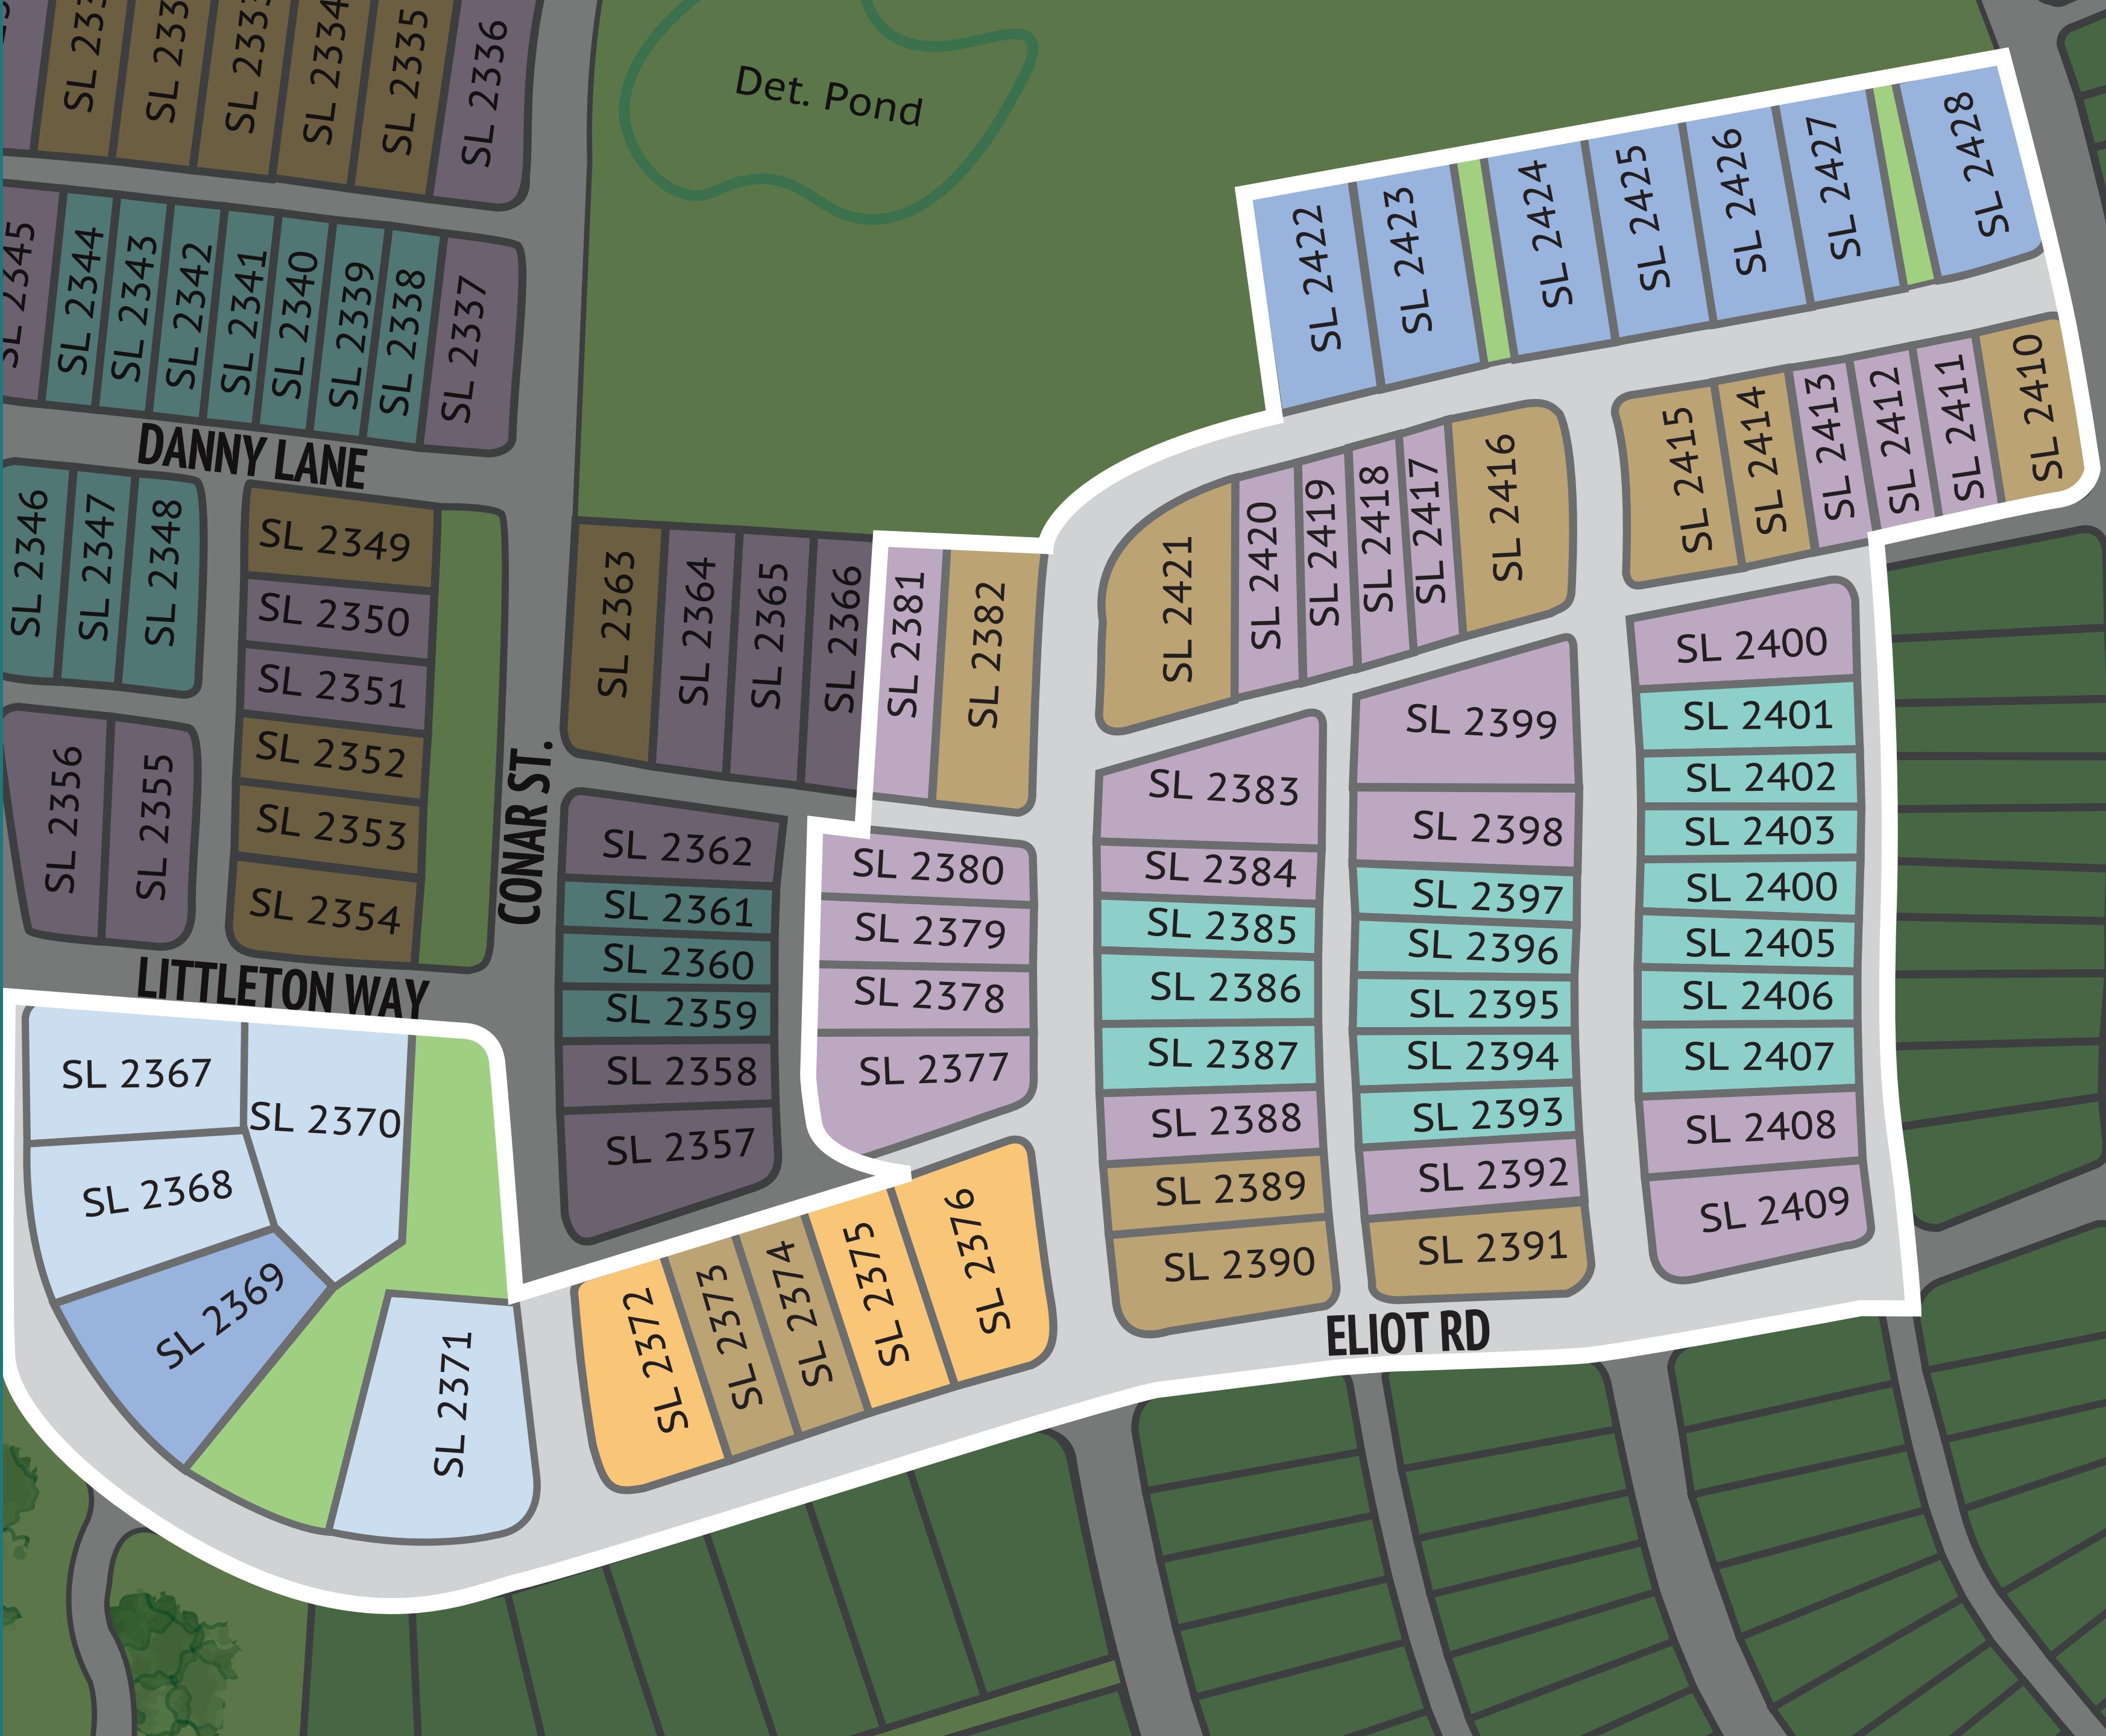 SL 2334
SL 2335
SL 2336
Det. Pond
SL 2345
SL 2344
SL 2343
SL 2342
SL 2341
SL 2340
SL 2339
SL 2338
SL 2337
DANNY LANE
SL 2346
SL 2347
SL 2348
SL 2349
SL 2350
SL 2351
SL 2352
SL 2353
SL 2354
SL 2356
SL 2355
LITTLETON WAY
CONAR ST.
SL 2363
SL 2364
SL 2365
SL 2366
SL 2381
SL 2382
SL 2362
SL 2361
SL 2360
SL 2359
SL 2358
SL 2357
SL 2380
SL 2379
SL 2378
SL 2377
SL 2422
SL 2423
SL 2424
SL 2425
SL 2426
SL 2427
SL 2428
SL 2421
SL 2420
SL 2419
SL 2418
SL 2417
SL 2416
SL 2415
SL 2414
SL 2413
SL 2412
SL 2411
SL 2410
SL 2383
SL 2384
SL 2385
SL 2386
SL 2387
SL 2388
SL 2389
SL 2390
SL 2399
SL 2398
SL 2397
SL 2396
SL 2395
SL 2394
SL 2393
SL 2392
SL 2391
SL 2400
SL 2401
SL 2402
SL 2403
SL 2400
SL 2405
SL 2406
SL 2407
SL 2408
SL 2409
SL 2367
SL 2370
SL 2368
SL 2369
SL 2371
SL 2372
SL 2373
SL 2374
SL 2375
SL 2376
ELIOT RD